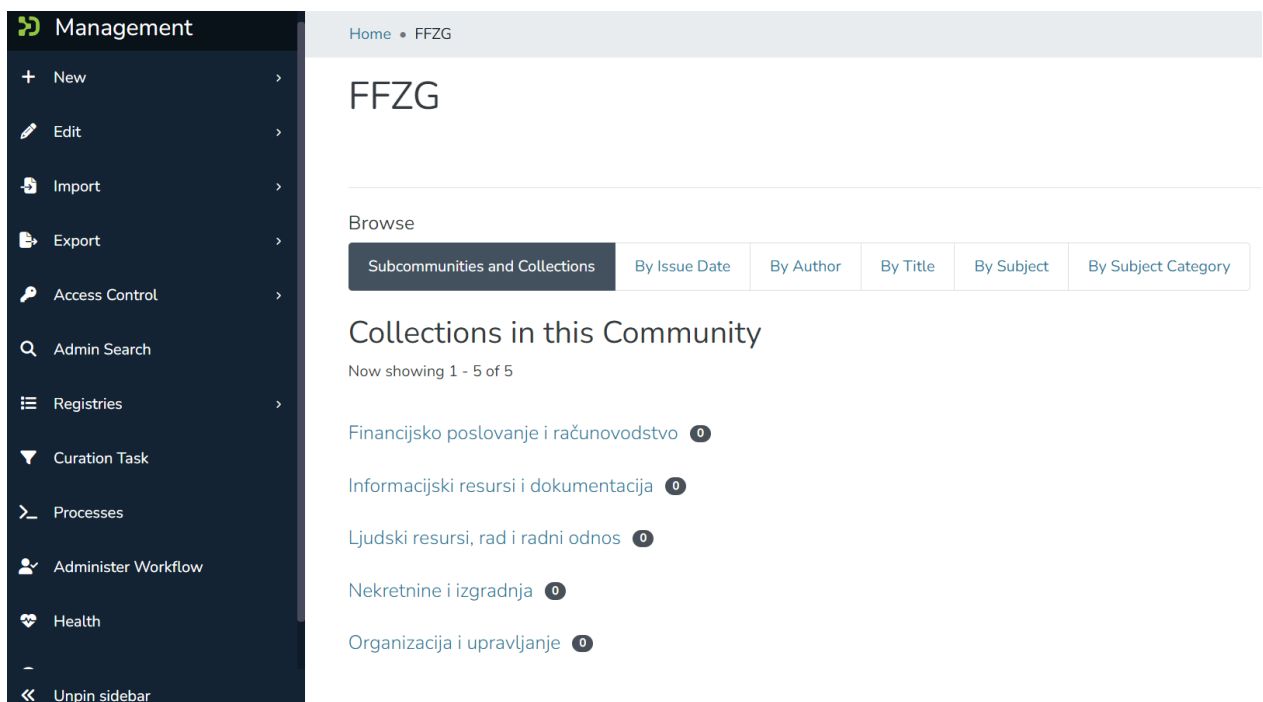 Management
New
Edit
Import
Export
Access Control
Admin Search
Registries
Curation Task
Processes
Administer Workflow
Health
Unpin sidebar
Home • FFZG
FFZG
Browse
Subcommunities and Collections By Issue Date By Author By Title By Subject By Subject Category
Collections in this Community
Now showing 1 - 5 of 5
Financijsko poslovanje i računovodstvo 0
Informacijski resursi i dokumentacija 0
Ljudski resursi, rad i radni odnos 0
Nekretnine i izgradnja 0
Organizacija i upravljanje 0